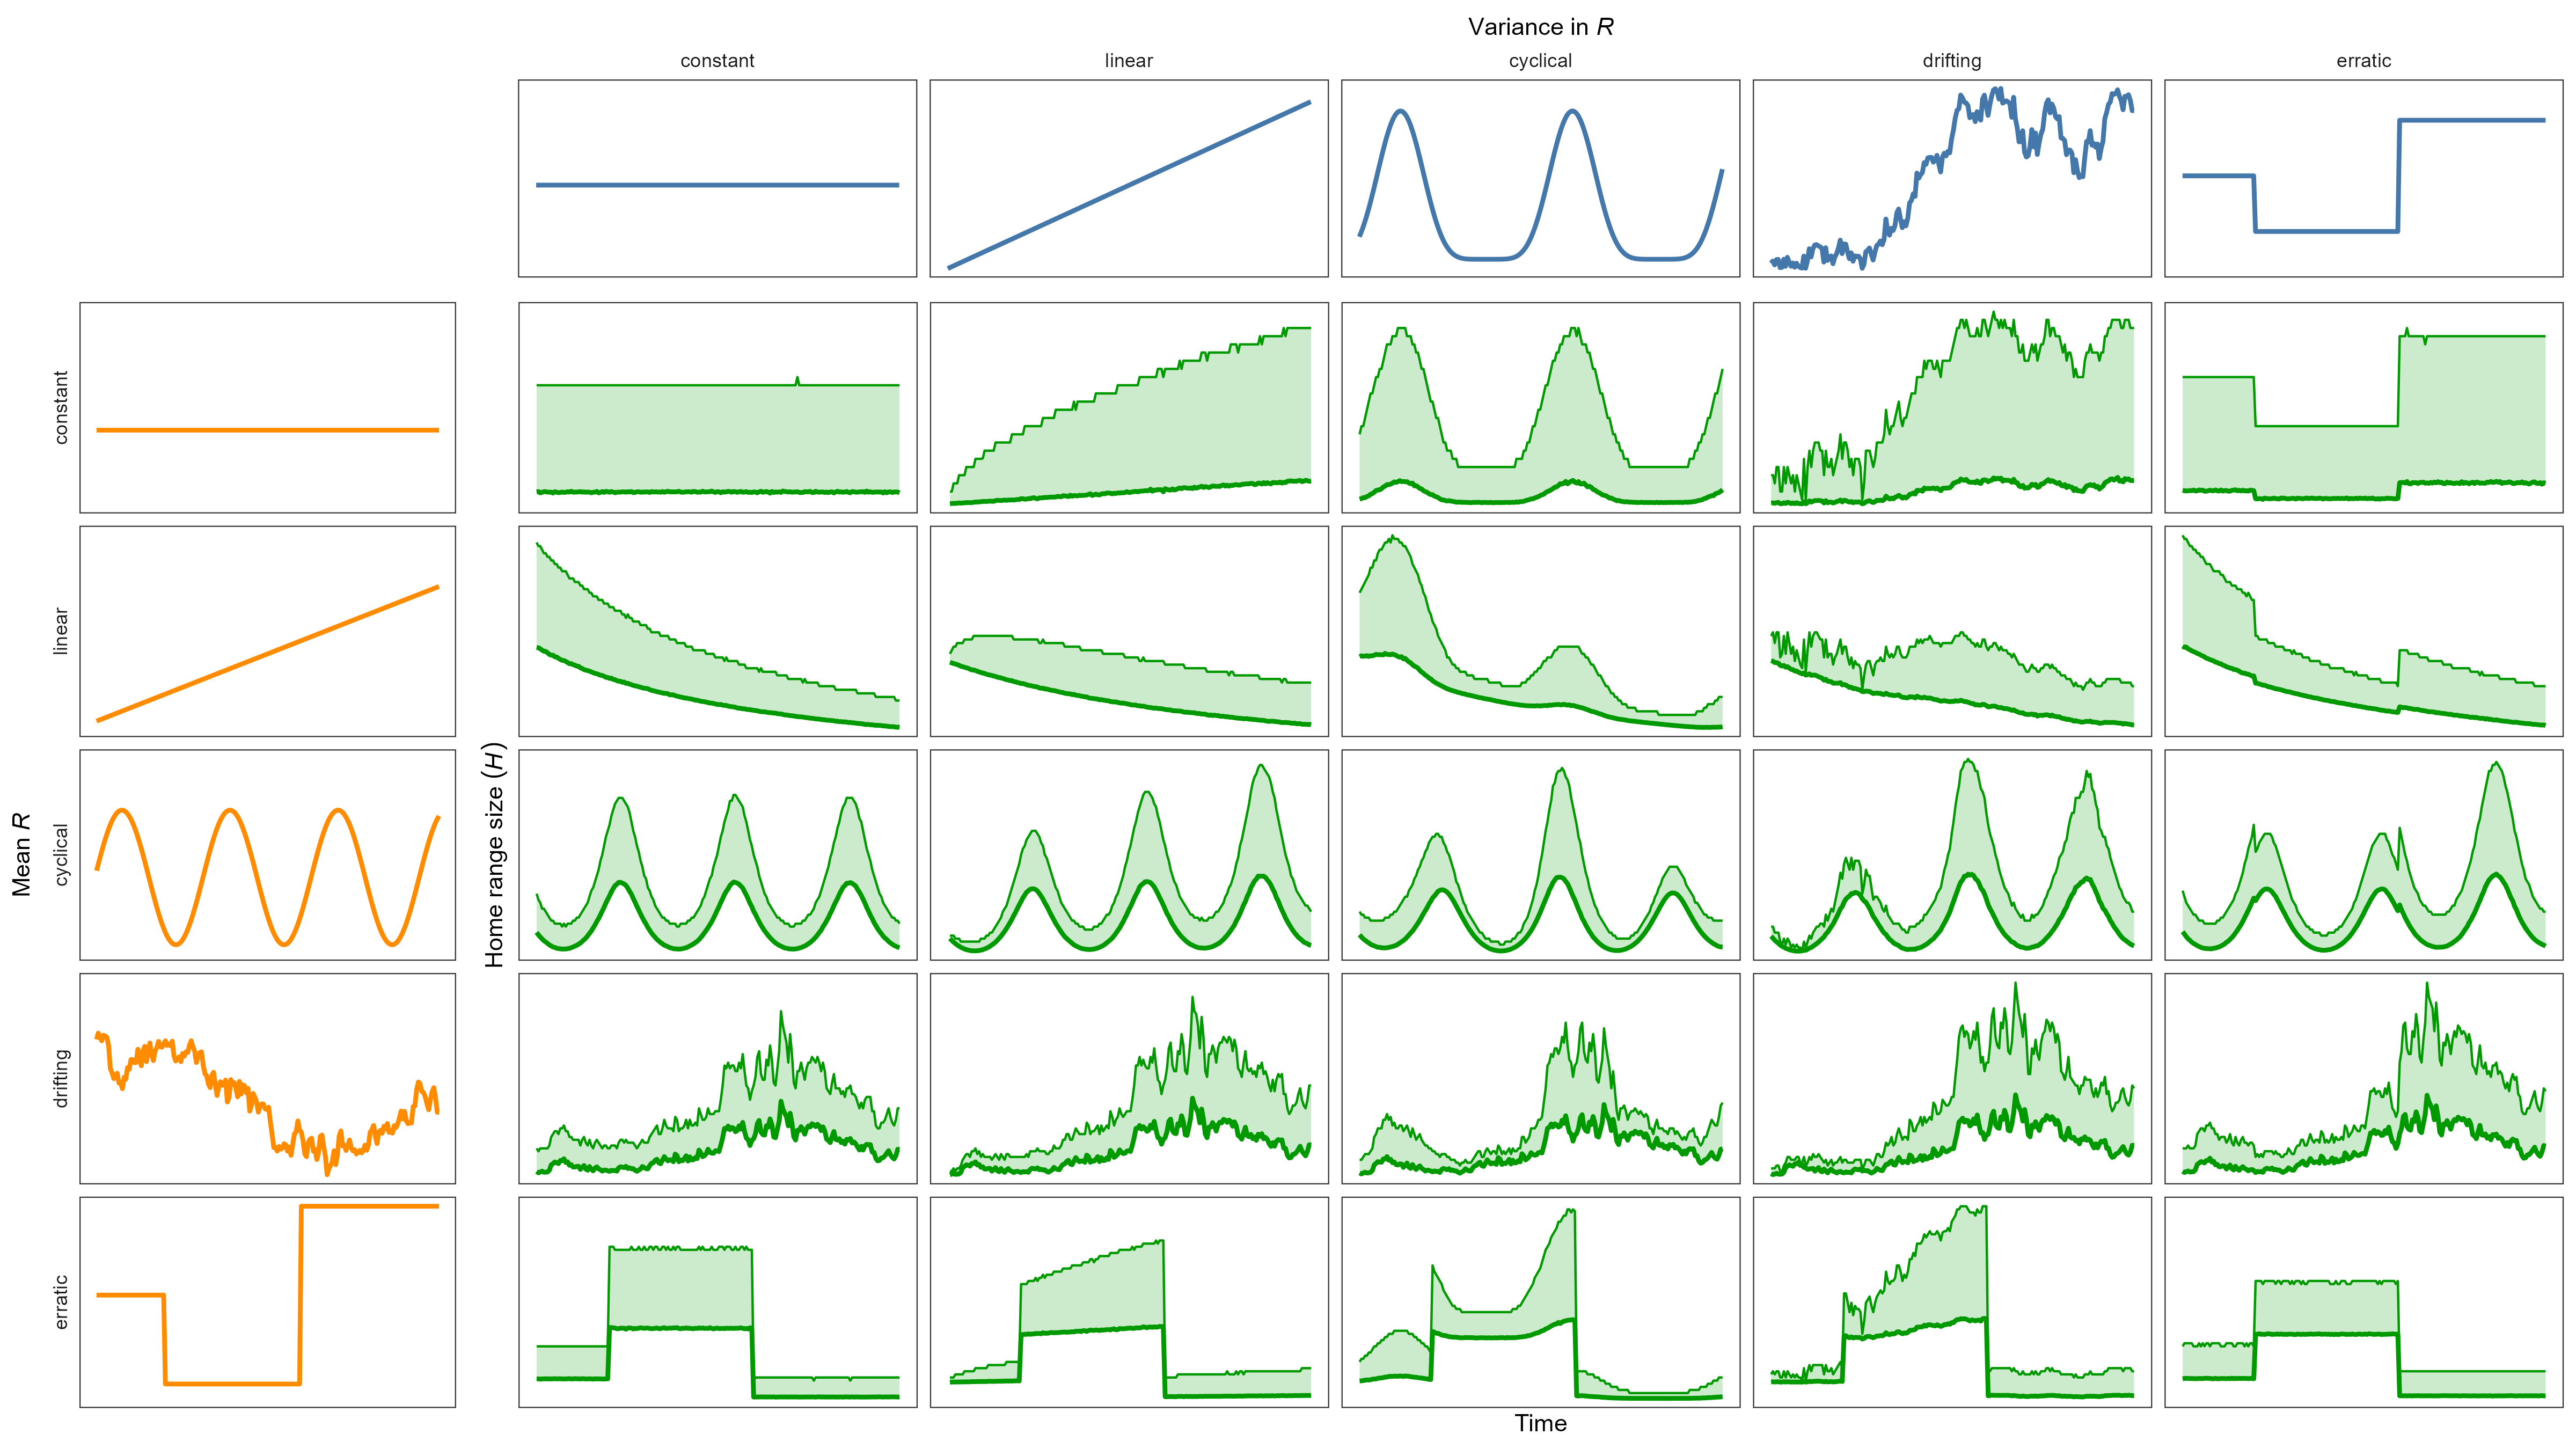 Variance in R
constant
linear
cyclical
drifting
erratic
Mean R
constant
linear
cyclical
drifting
erratic
Home range size (H)
Time